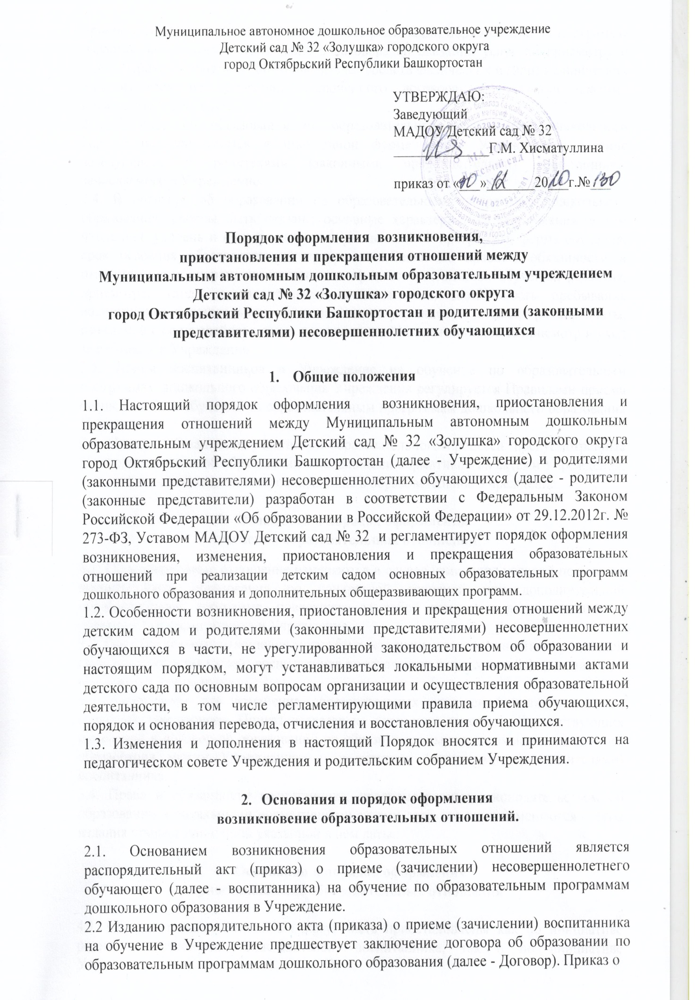 Муниципальное автономное дошкольное образовательное учреждение
Детский сад № 32 «Золушка» городского округа
город Октябрьский Республики Башкортостан
УТВЕРЖДАЮ:
Заведующий
МАДОУ Детский сад № 32
______________Г.М. Хисматуллина
приказ от «30» 12 20 г.№ 130
МАДОУ
Детский сад
Порядок оформления возникновения,
приостановления и прекращения отношений между
Муниципальным автономным дошкольным образовательным учреждением
Детский сад № 32 «Золушка» городского округа
город Октябрьский Республики Башкортостан и родителями (законными
представителями) несовершеннолетних обучающихся
1. Общие положения
1.1. Настоящий порядок оформления возникновения, приостановления и
прекращения отношений между Муниципальным автономным дошкольным
образовательным учреждением Детский сад № 32 «Золушка» городского округа
город Октябрьский Республики Башкортостан (далее - Учреждение) и родителями
(законными представителями) несовершеннолетних обучающихся (далее - родители
(законные представители) разработан в соответствии с Федеральным Законом
Российской Федерации «Об образовании в Российской Федерации» от 29.12.2012г. №
273-ФЗ, Уставом МАДОУ Детский сад № 32 и регламентирует порядок оформления
возникновения, изменения, приостановления и прекращения образовательных
отношений при реализации детским садом основных образовательных программ
дошкольного образования и дополнительных общеразвивающих программ.
1.2. Особенности возникновения, приостановления и прекращения отношений между
детским садом и родителями (законными представителями) несовершеннолетних
обучающихся в части, не урегулированной законодательством об образовании и
настоящим порядком, могут устанавливаться локальными нормативными актами
детского сада по основным вопросам организации и осуществления образовательной
деятельности, в том числе регламентирующими правила приема обучающихся,
порядок и основания перевода, отчисления и восстановления обучающихся.
1.3. Изменения и дополнения в настоящий Порядок вносятся и принимаются на
педагогическом совете Учреждения и родительским собранием Учреждения.
2. Основания и порядок оформления
возникновение образовательных отношений.
2.1. Основанием возникновения образовательных отношений является
распорядительный акт (приказ) о приеме (зачислении) несовершеннолетнего
обучающего (далее - воспитанника) на обучение по образовательным программам
дошкольного образования в Учреждение.
2.2 Изданию распорядительного акта (приказа) о приеме (зачислении) воспитанника
на обучение в Учреждение предшествует заключение договора об образовании по
образовательным программам дошкольного образования (далее - Договор). Приказ о